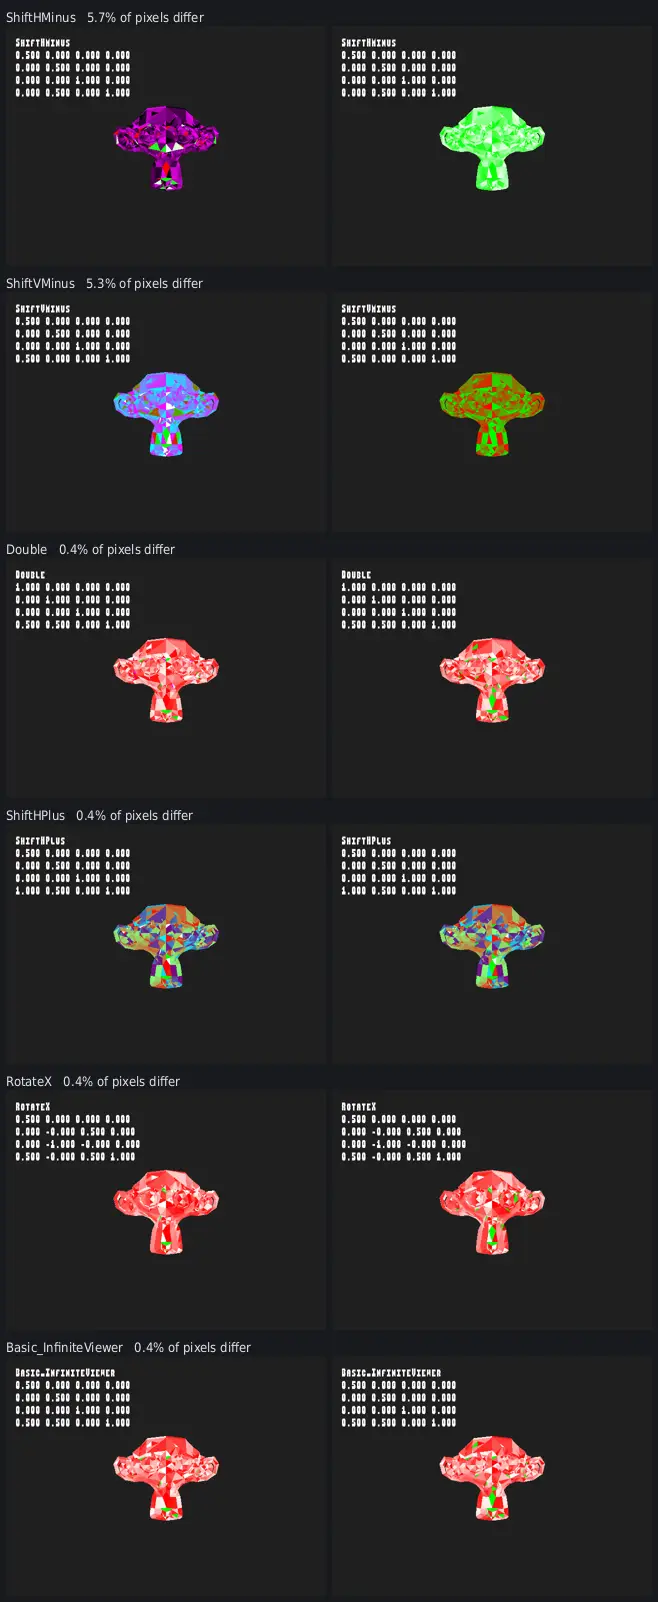 ShiftHMinus 5.7% of pixels differ
ShiftHMinus
0.500 0.000 0.000 0.000
0.000 0.500 0.000 0.000
0.000 0.000 1.000 0.000
0.000 0.500 0.000 1.000
ShiftHMinus
0.500 0.000 0.000 0.000
0.000 0.500 0.000 0.000
0.000 0.000 1.000 0.000
0.000 0.500 0.000 1.000
ShiftVMinus 5.3% of pixels differ
ShiftVMinus
0.500 0.000 0.000 0.000
0.000 0.500 0.000 0.000
0.000 0.000 1.000 0.000
0.500 0.000 0.000 1.000
ShiftVMinus
0.500 0.000 0.000 0.000
0.000 0.500 0.000 0.000
0.000 0.000 1.000 0.000
0.500 0.000 0.000 1.000
Double 0.4% of pixels differ
Double
1.000 0.000 0.000 0.000
0.000 1.000 0.000 0.000
0.000 0.000 1.000 0.000
0.500 0.500 0.000 1.000
Double
1.000 0.000 0.000 0.000
0.000 1.000 0.000 0.000
0.000 0.000 1.000 0.000
0.500 0.500 0.000 1.000
ShiftHPlus 0.4% of pixels differ
ShiftHPlus
0.500 0.000 0.000 0.000
0.000 0.500 0.000 0.000
0.000 0.000 1.000 0.000
1.000 0.500 0.000 1.000
ShiftHPlus
0.500 0.000 0.000 0.000
0.000 0.500 0.000 0.000
0.000 0.000 1.000 0.000
1.000 0.500 0.000 1.000
RotateX 0.4% of pixels differ
RotateX
0.500 0.000 0.000 0.000
0.000 -0.000 0.500 0.000
0.000 -1.000 -0.000 0.000
0.500 -0.000 0.500 1.000
RotateX
0.500 0.000 0.000 0.000
0.000 -0.000 0.500 0.000
0.000 -1.000 -0.000 0.000
0.500 -0.000 0.500 1.000
Basic_InfiniteViewer 0.4% of pixels differ
Basic_InfiniteViewer
0.500 0.000 0.000 0.000
0.000 0.500 0.000 0.000
0.000 0.000 1.000 0.000
0.500 0.500 0.000 1.000
Basic_InfiniteViewer
0.500 0.000 0.000 0.000
0.000 0.500 0.000 0.000
0.000 0.000 1.000 0.000
0.500 0.500 0.000 1.000